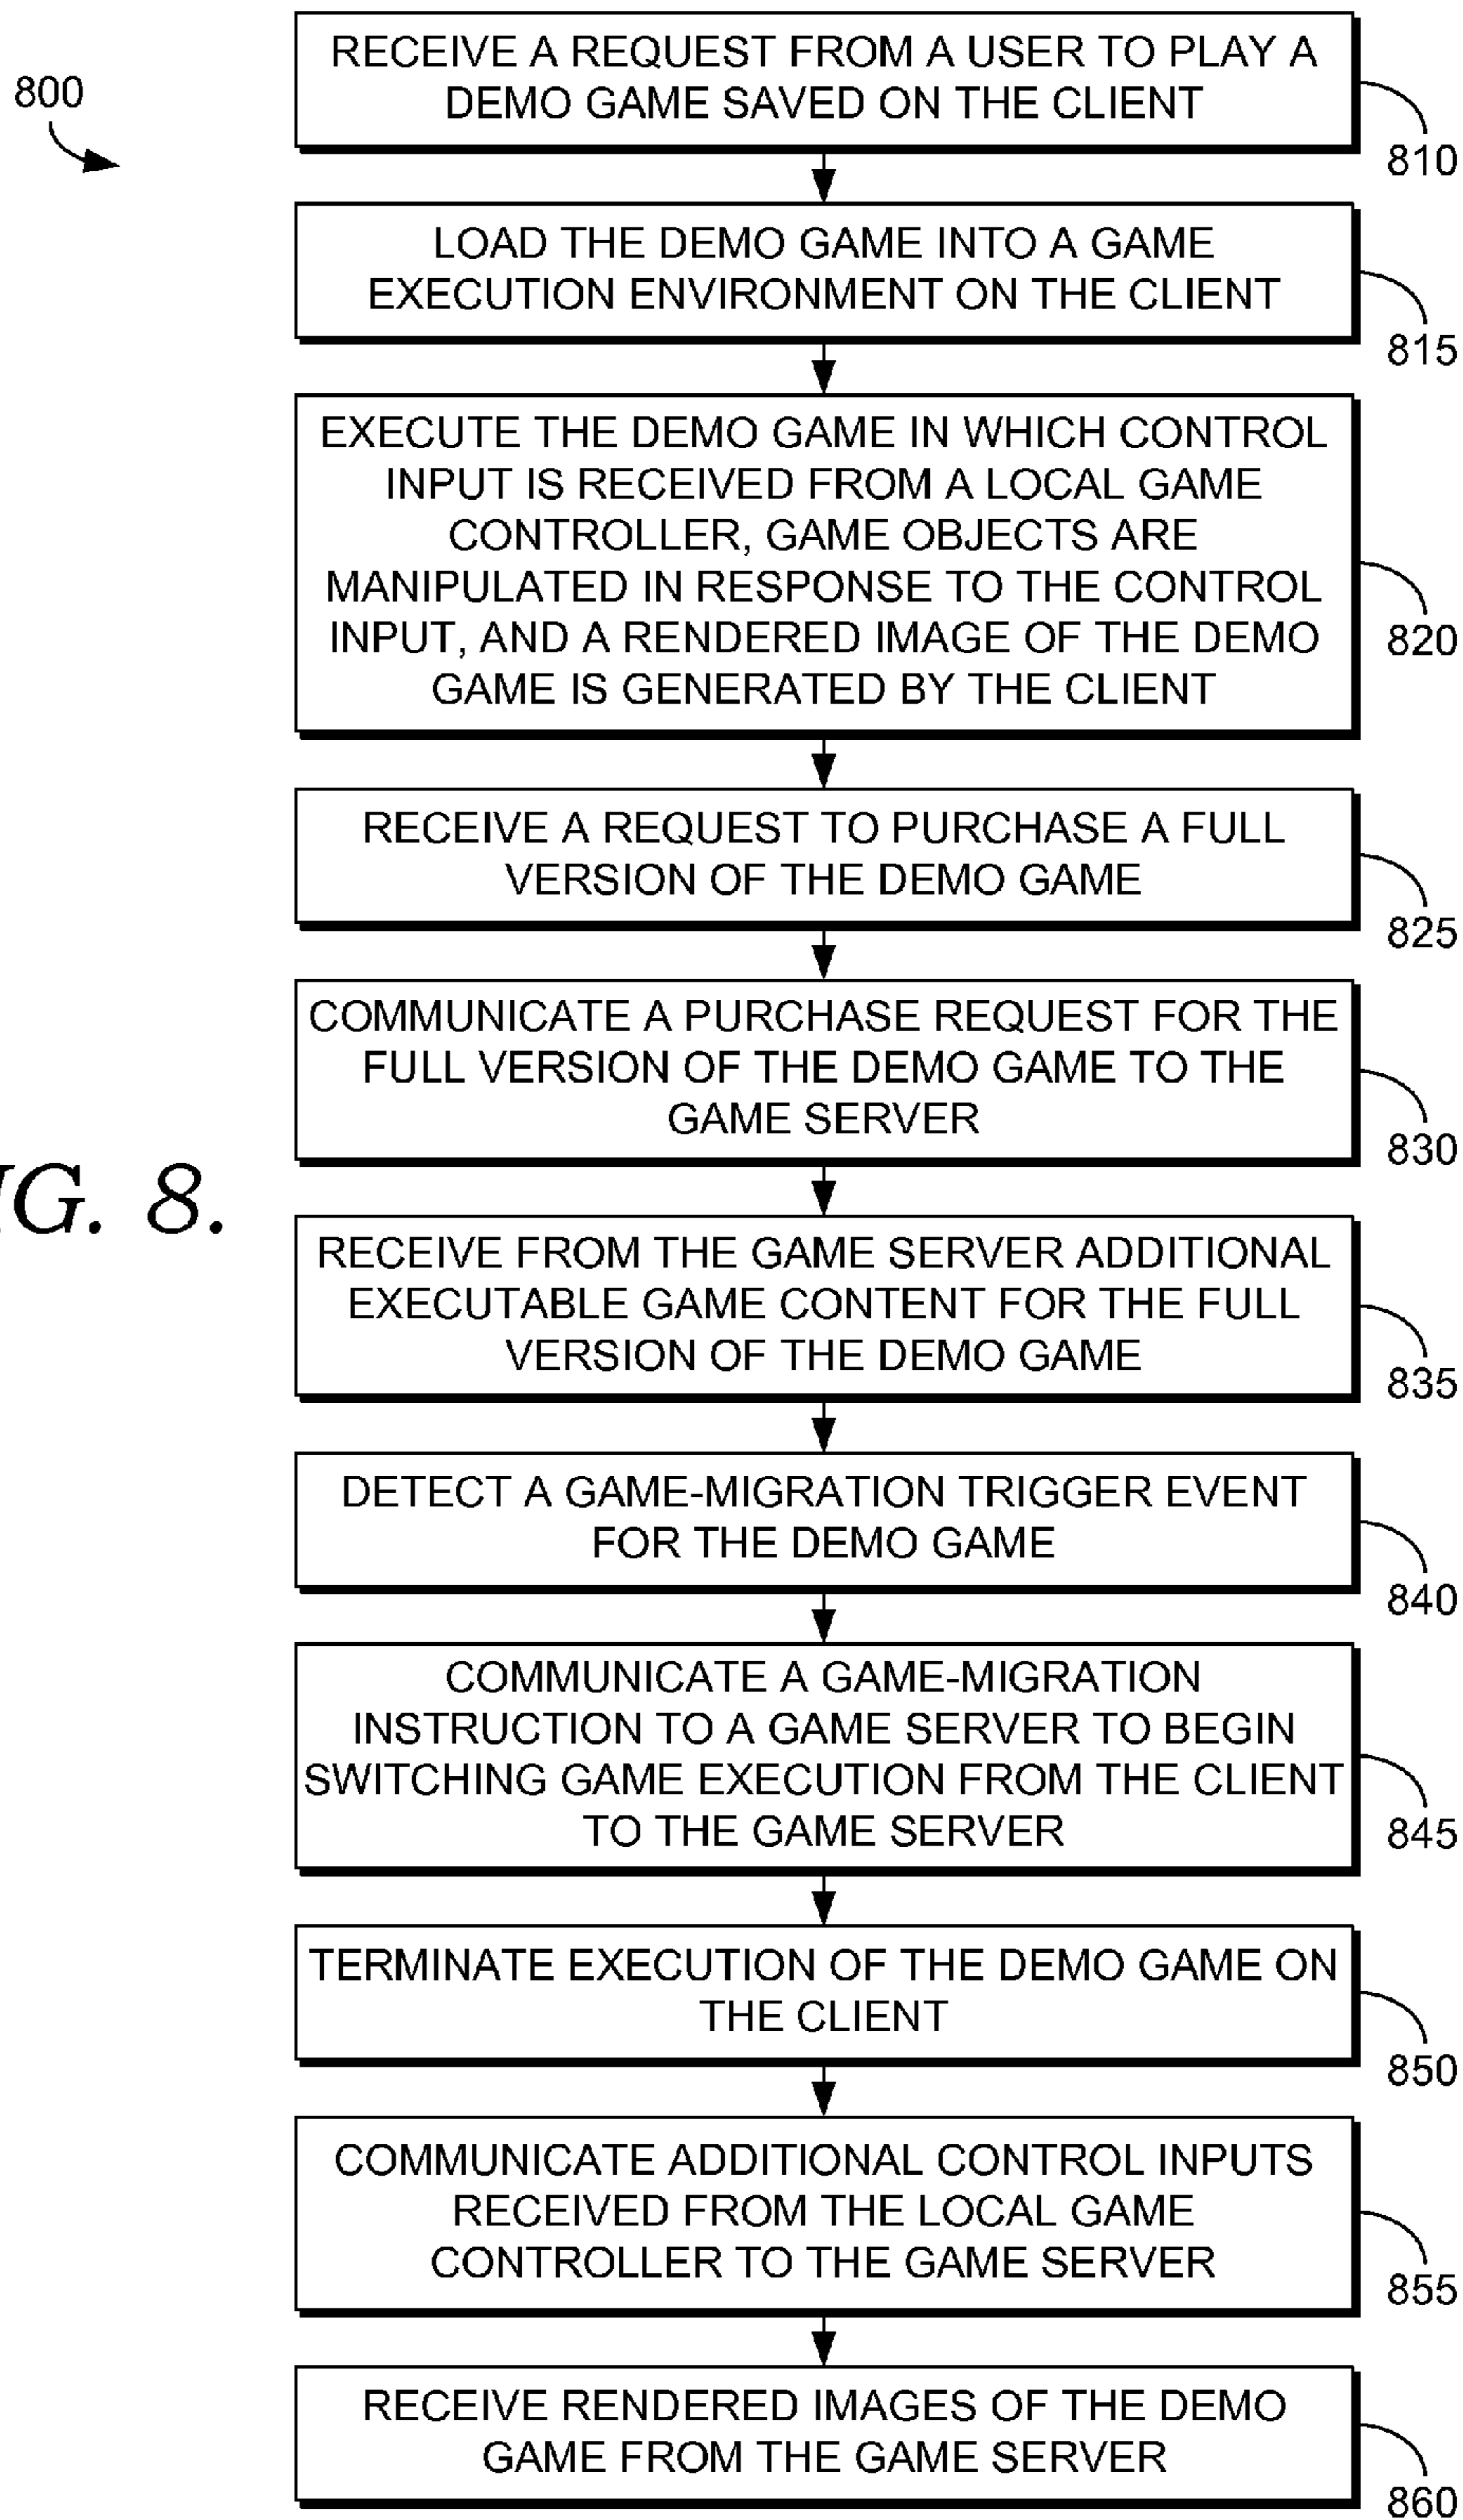 800
RECEIVE A REQUEST FROM A USER TO PLAY A
DEMO GAME SAVED ON THE CLIENT
810
LOAD THE DEMO GAME INTO A GAME
EXECUTION ENVIRONMENT ON THE CLIENT
815
EXECUTE THE DEMO GAME IN WHICH CONTROL
INPUT IS RECEIVED FROM A LOCAL GAME
CONTROLLER, GAME OBJECTS ARE
MANIPULATED IN RESPONSE TO THE CONTROL
INPUT, AND A RENDERED IMAGE OF THE DEMO
GAME IS GENERATED BY THE CLIENT
820
RECEIVE A REQUEST TO PURCHASE A FULL
VERSION OF THE DEMO GAME
825
COMMUNICATE A PURCHASE REQUEST FOR THE
FULL VERSION OF THE DEMO GAME TO THE
GAME SERVER
830
IG. 8.
RECEIVE FROM THE GAME SERVER ADDITIONAL
EXECUTABLE GAME CONTENT FOR THE FULL
VERSION OF THE DEMO GAME
835
DETECT A GAME-MIGRATION TRIGGER EVENT
FOR THE DEMO GAME
840
COMMUNICATE A GAME-MIGRATION
INSTRUCTION TO A GAME SERVER TO BEGIN
SWITCHING GAME EXECUTION FROM THE CLIENT
TO THE GAME SERVER
845
TERMINATE EXECUTION OF THE DEMO GAME ON
THE CLIENT
850
COMMUNICATE ADDITIONAL CONTROL INPUTS
RECEIVED FROM THE LOCAL GAME
CONTROLLER TO THE GAME SERVER
855
RECEIVE RENDERED IMAGES OF THE DEMO
GAME FROM THE GAME SERVER
860